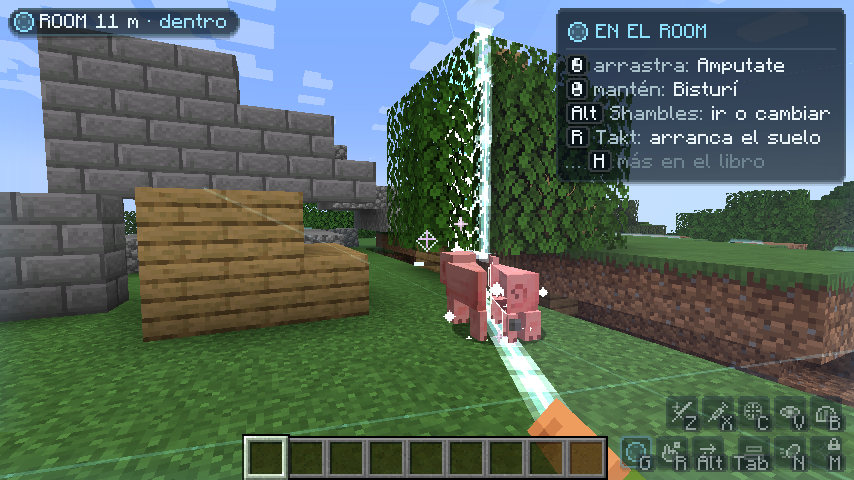 ROOM 11 m · dentro
EN EL ROOM
arrastra: Amputate
mantén: Bisturí
Alt Shambles: ir o cambiar
R Takt: arranca el suelo
... H más en el libro
Z X C V B
G R Alt Tab N M